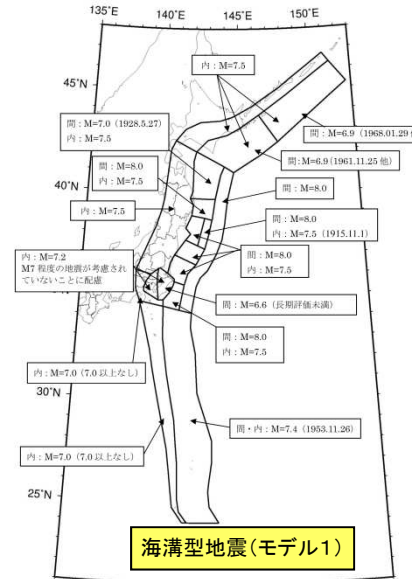 135°E 140°E 145°E 150°E
45°N
内：M=7.5
間：M=7.0（1928.5.27）
内：M=7.5
間：M=6.9（1968.01.29 他
間：M=6.9（1961.11.25 他）
間：M=8.0
内：M=7.5
40°N
間：M=8.0
内：M=7.5
間：M=8.0
内：M=7.5（1915.11.1）
内：M=7.2
M7 程度の地震が考慮され
ていないことに配慮
間：M=8.0
内：M=7.5
間：M=6.6（長期評価未満）
間：M=8.0
内：M=7.5
内：M=7.0（7.0 以上なし）
30°N
間・内：M=7.4（1953.11.26）
内：M=7.0（7.0 以上なし）
25°N
海溝型地震（モデル１）